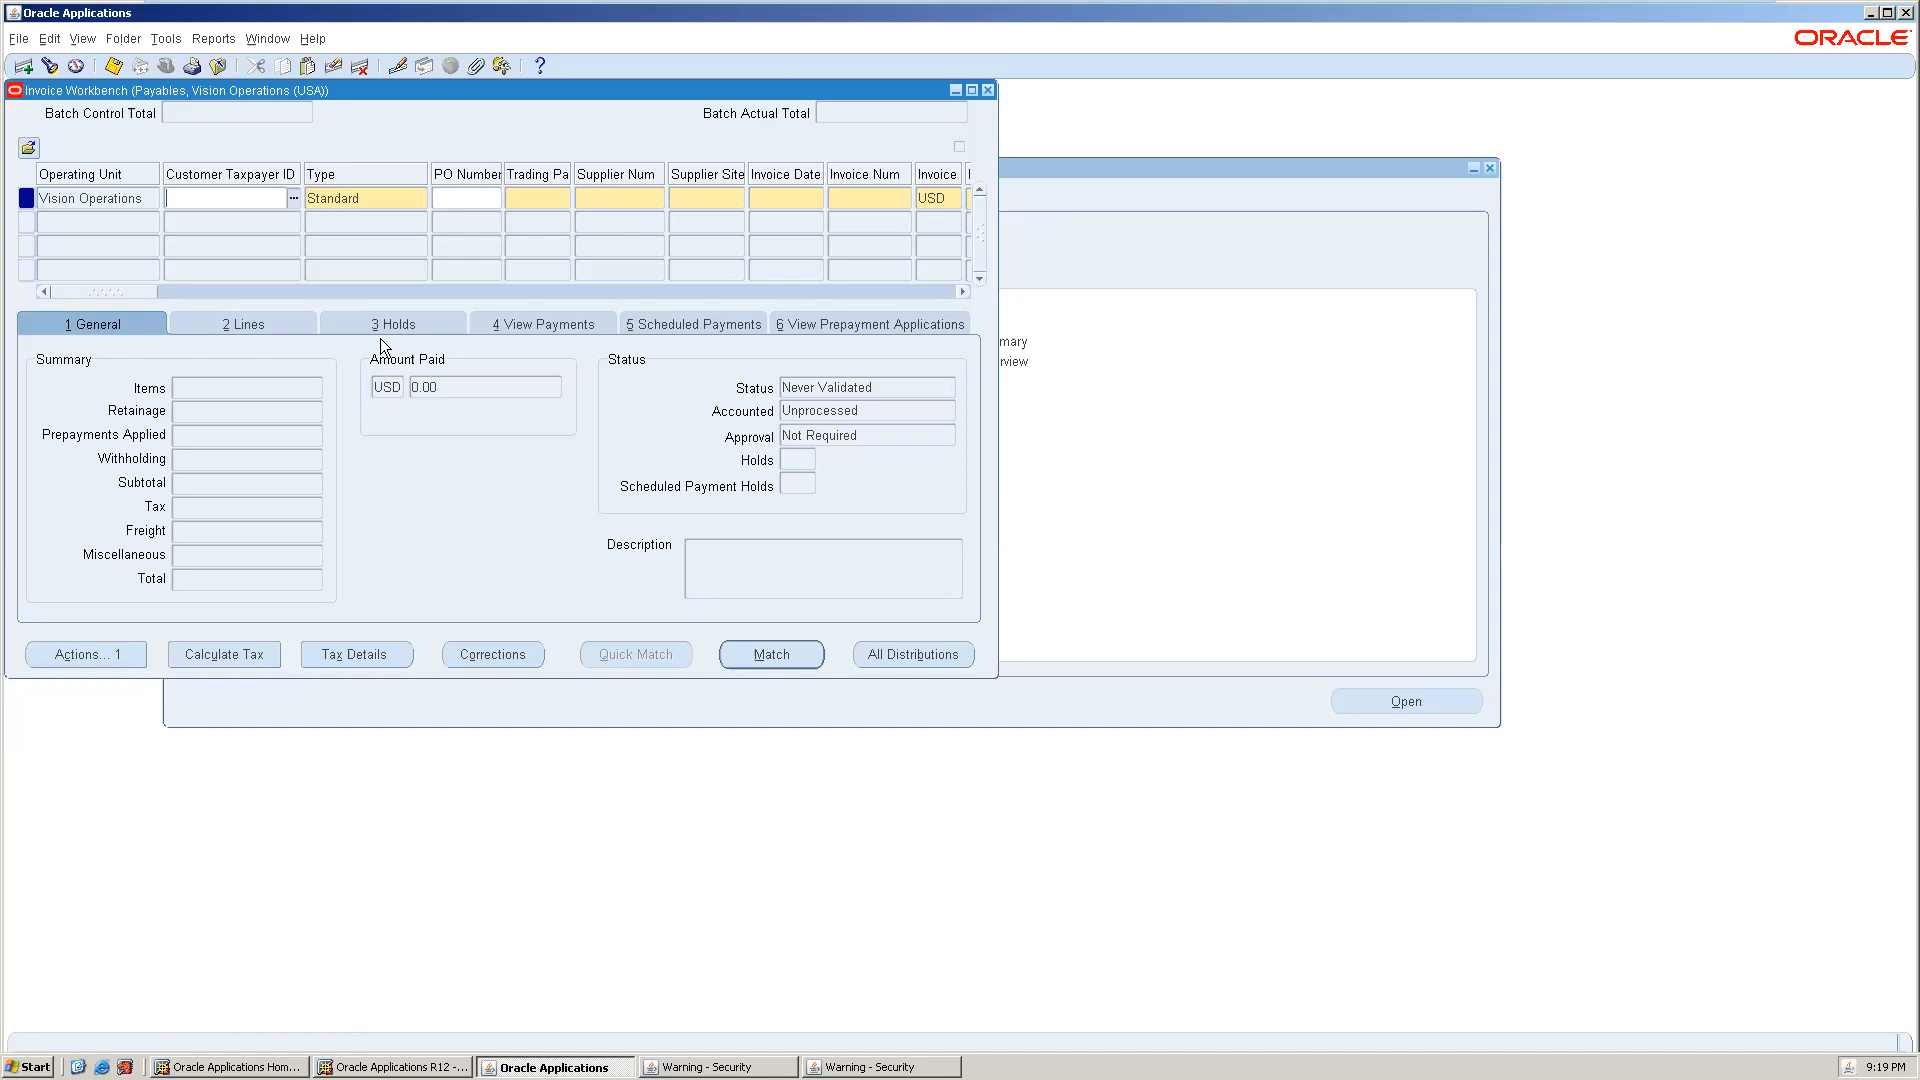 Oracle Applications
File Edit View Folder Tools Reports Window Help
ORACLE
Invoice Workbench (Payables, Vision Operations (USA))
Batch Control Total
Batch Actual Total
Operating Unit Customer Taxpayer ID Type PO Number Trading Pa Supplier Num Supplier Site Invoice Date Invoice Num Invoice
Vision Operations ... Standard USD
1 General 2 Lines 3 Holds 4 View Payments 5 Scheduled Payments 6 View Prepayment Applications
mary
rview
Summary
Items
Retainage
Prepayments Applied
Withholding
Subtotal
Tax
Freight
Miscellaneous
Total
Amount Paid
USD 0.00
Status
Status Never Validated
Accounted Unprocessed
Approval Not Required
Holds
Scheduled Payment Holds
Description
Actions... 1 Calculate Tax Tax Details Corrections Quick Match Match All Distributions
Open
Start Oracle Applications Hom... Oracle Applications R12 -... Oracle Applications Warning - Security Warning - Security 9:19 PM